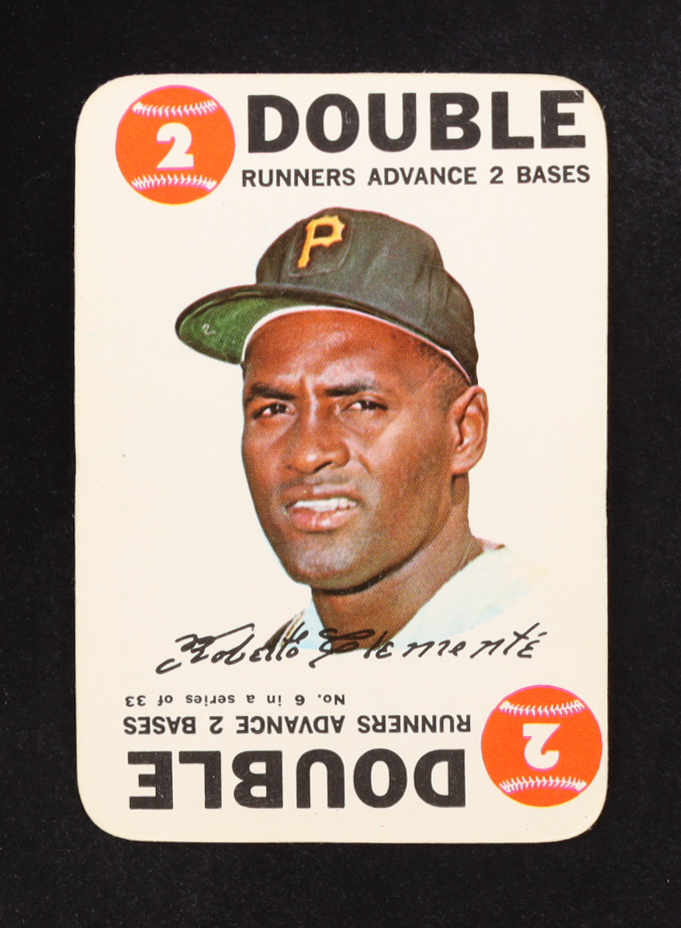 2 DOUBLE
RUNNERS ADVANCE 2 BASES
P
Roberto Clemente
No. 6 in a series of 33
RUNNERS ADVANCE 2 BASES
DOUBLE 2